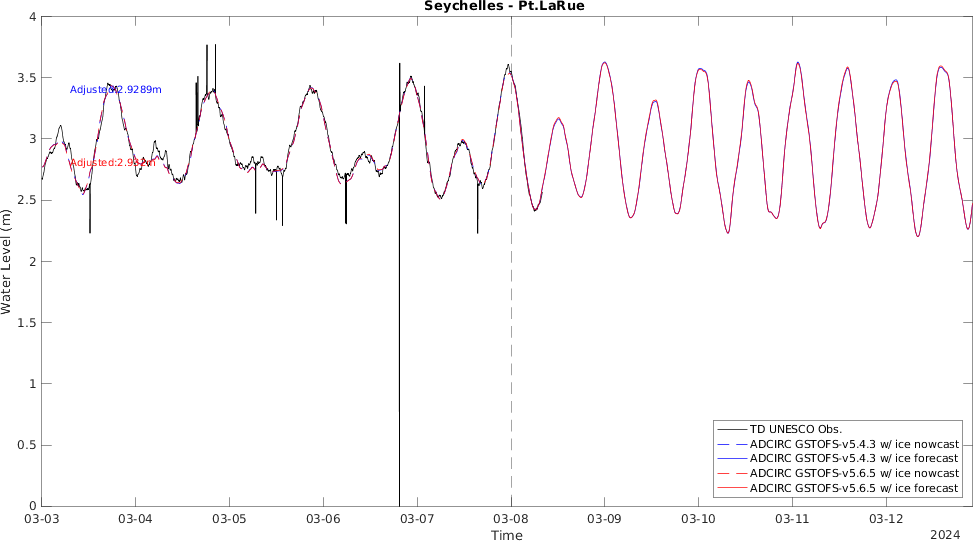 Seychelles - Pt.LaRue
Water Level (m)
4
3.5
3
2.5
2
1.5
1
0.5
0
Adjusted:2.9289m
03-03
03-04
03-05
03-06
03-07
03-08
03-09
03-10
03-11
03-12
Time
2024
TD UNESCO Obs.
ADCIRC GSTOFS-v5.4.3 w/ ice nowcast
ADCIRC GSTOFS-v5.4.3 w/ ice forecast
ADCIRC GSTOFS-v5.6.5 w/ ice nowcast
ADCIRC GSTOFS-v5.6.5 w/ ice forecast